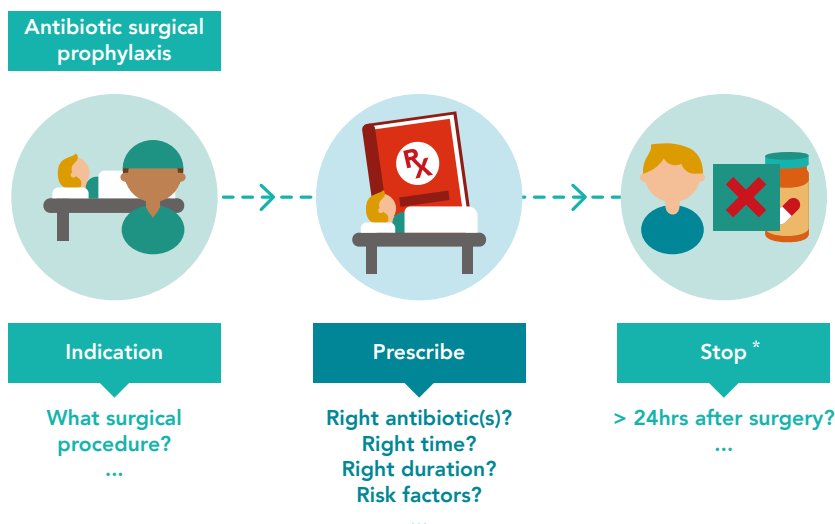 Antibiotic surgical
prophylaxis
Rx
Indication
Prescribe
Stop *
What surgical
procedure?
...
Right antibiotic(s)?
Right time?
Right duration?
Risk factors?
...
> 24hrs after surgery?
...